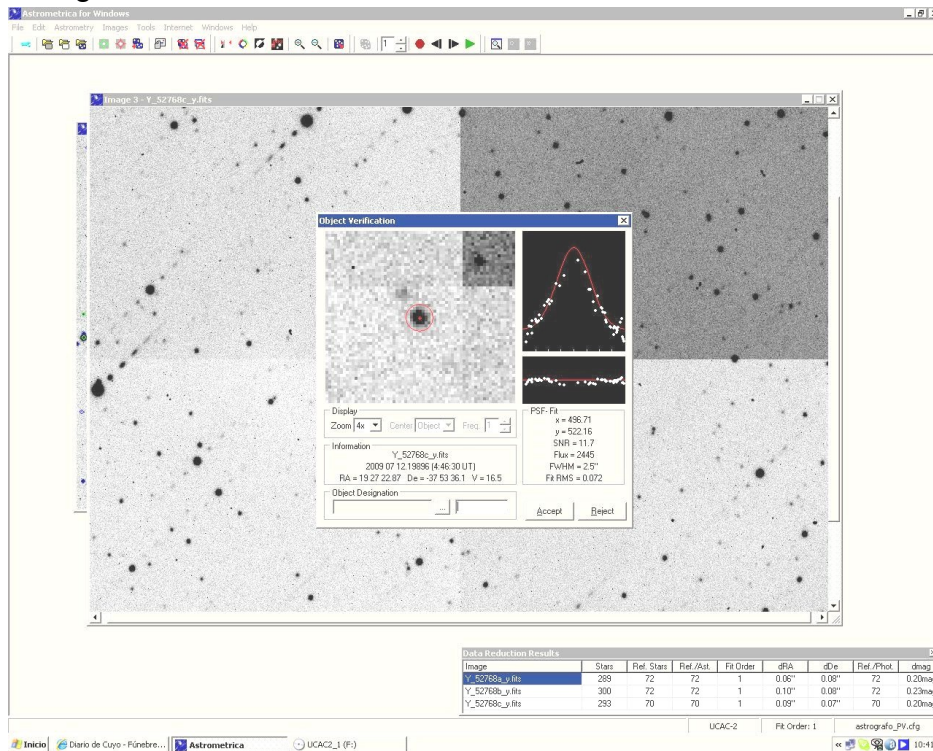 Astrometrica for Windows
File Edit Astrometry Images Tools Internet Windows Help
1
Image 3 - Y_52768c_y.fits
Object Verification
Display
Zoom 4x Center Object Freq. 1
Information
Y_52768c_y.fits
2009 07 12.19896 (4:46:30 UT)
RA = 19 27 22.87 De = -37 53 36.1 V = 16.5
Object Designation
...
PSF- Fit
x = 496.71
y = 522.16
SNR = 11.7
Flux = 2445
FWHM = 2.5"
Fit RMS = 0.072
Accept Reject
Data Reduction Results
Image Stars Ref. Stars Ref./Ast. Fit Order dRA dDe Ref./Phot. dmag
Y_52768a_y.fits 289 72 72 1 0.06" 0.08" 72 0.20ma
Y_52768b_y.fits 300 72 72 1 0.10" 0.08" 72 0.23ma
Y_52768c_y.fits 293 70 70 1 0.09" 0.07" 70 0.20ma
UCAC-2 Fit Order: 1 astrografo_PV.cfg
Inicio Diario de Cuyo - Fúnebre... Astrometrica UCAC2_1 (F:) 10:41